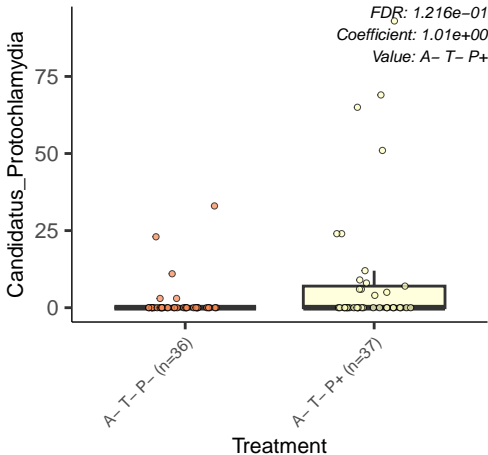 FDR: 1.216e−01
Coefficient: 1.01e+00
Value: A− T− P+
Candidatus_Protochlamydia
75
50
25
0
A− T− P− (n=36)
A− T− P+ (n=37)
Treatment